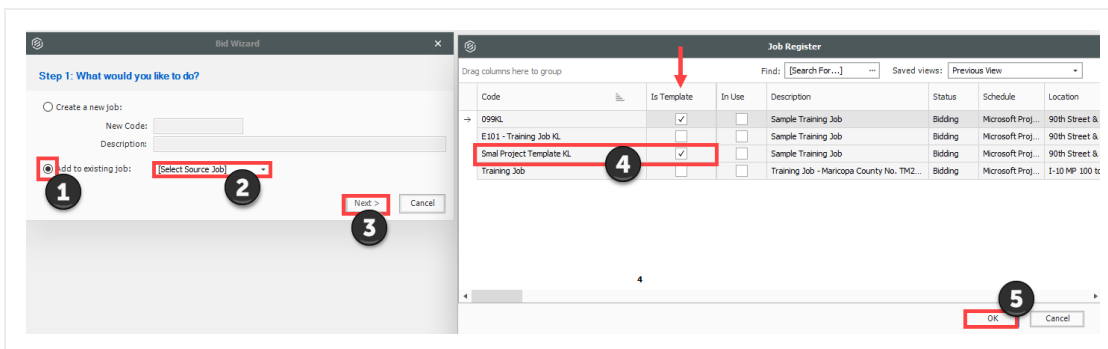 Bid Wizard
Step 1: What would you like to do?
Create a new job:
New Code:
Description:
Add to existing job: [Select Source Job]
1
2
Next > Cancel
3
Job Register
Drag columns here to group Find: [Search For...] ... Saved views: Previous View
Code Is Template In Use Description Status Schedule Location
099KL Sample Training Job Bidding Microsoft Proj... 90th Street &
E101 - Training Job KL Sample Training Job Bidding Microsoft Proj... 90th Street &
Smal Project Template KL Sample Training Job Bidding Microsoft Proj... 90th Street &
4
Training Job Training Job - Maricopa County No. TM2... Bidding Microsoft Proj... I-10 MP 100 to
4
5
OK Cancel